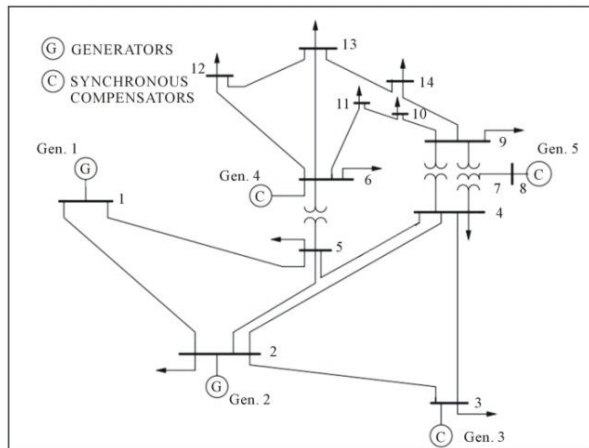 G GENERATORS
C SYNCHRONOUS
COMPENSATORS
13
12
14
11
10
9
Gen. 1
G
Gen. 4
C
6
7
8
Gen. 5
C
1
4
5
2
G
Gen. 2
3
C
Gen. 3